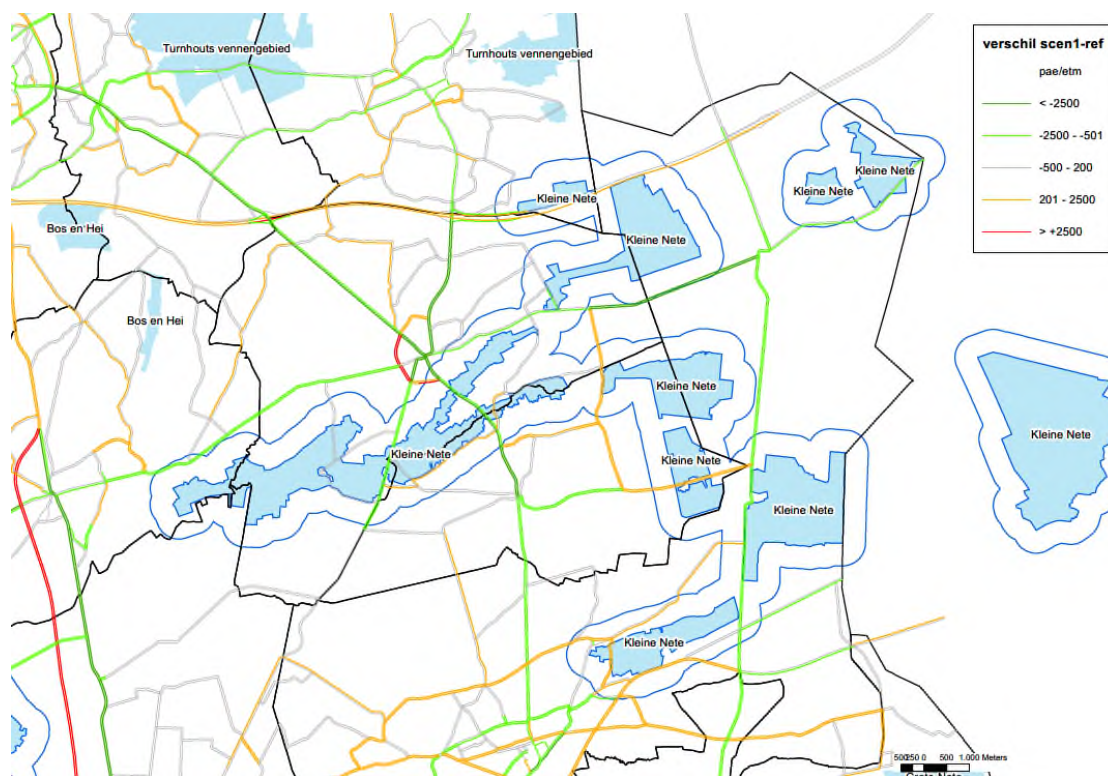 Turnhouts vennengebied
Turnhouts vennengebied
verschil scen1-ref
pae/etm
< -2500
-2500 - -501
-500 - 200
201 - 2500
> +2500
Kleine Nete
Kleine Nete
Kleine Nete
Bos en Hei
Kleine Nete
Bos en Hei
Kleine Nete
Kleine Nete
Kleine Nete
Kleine Nete
Kleine Nete
Kleine Nete
500 250 0 500 1.000 Meters